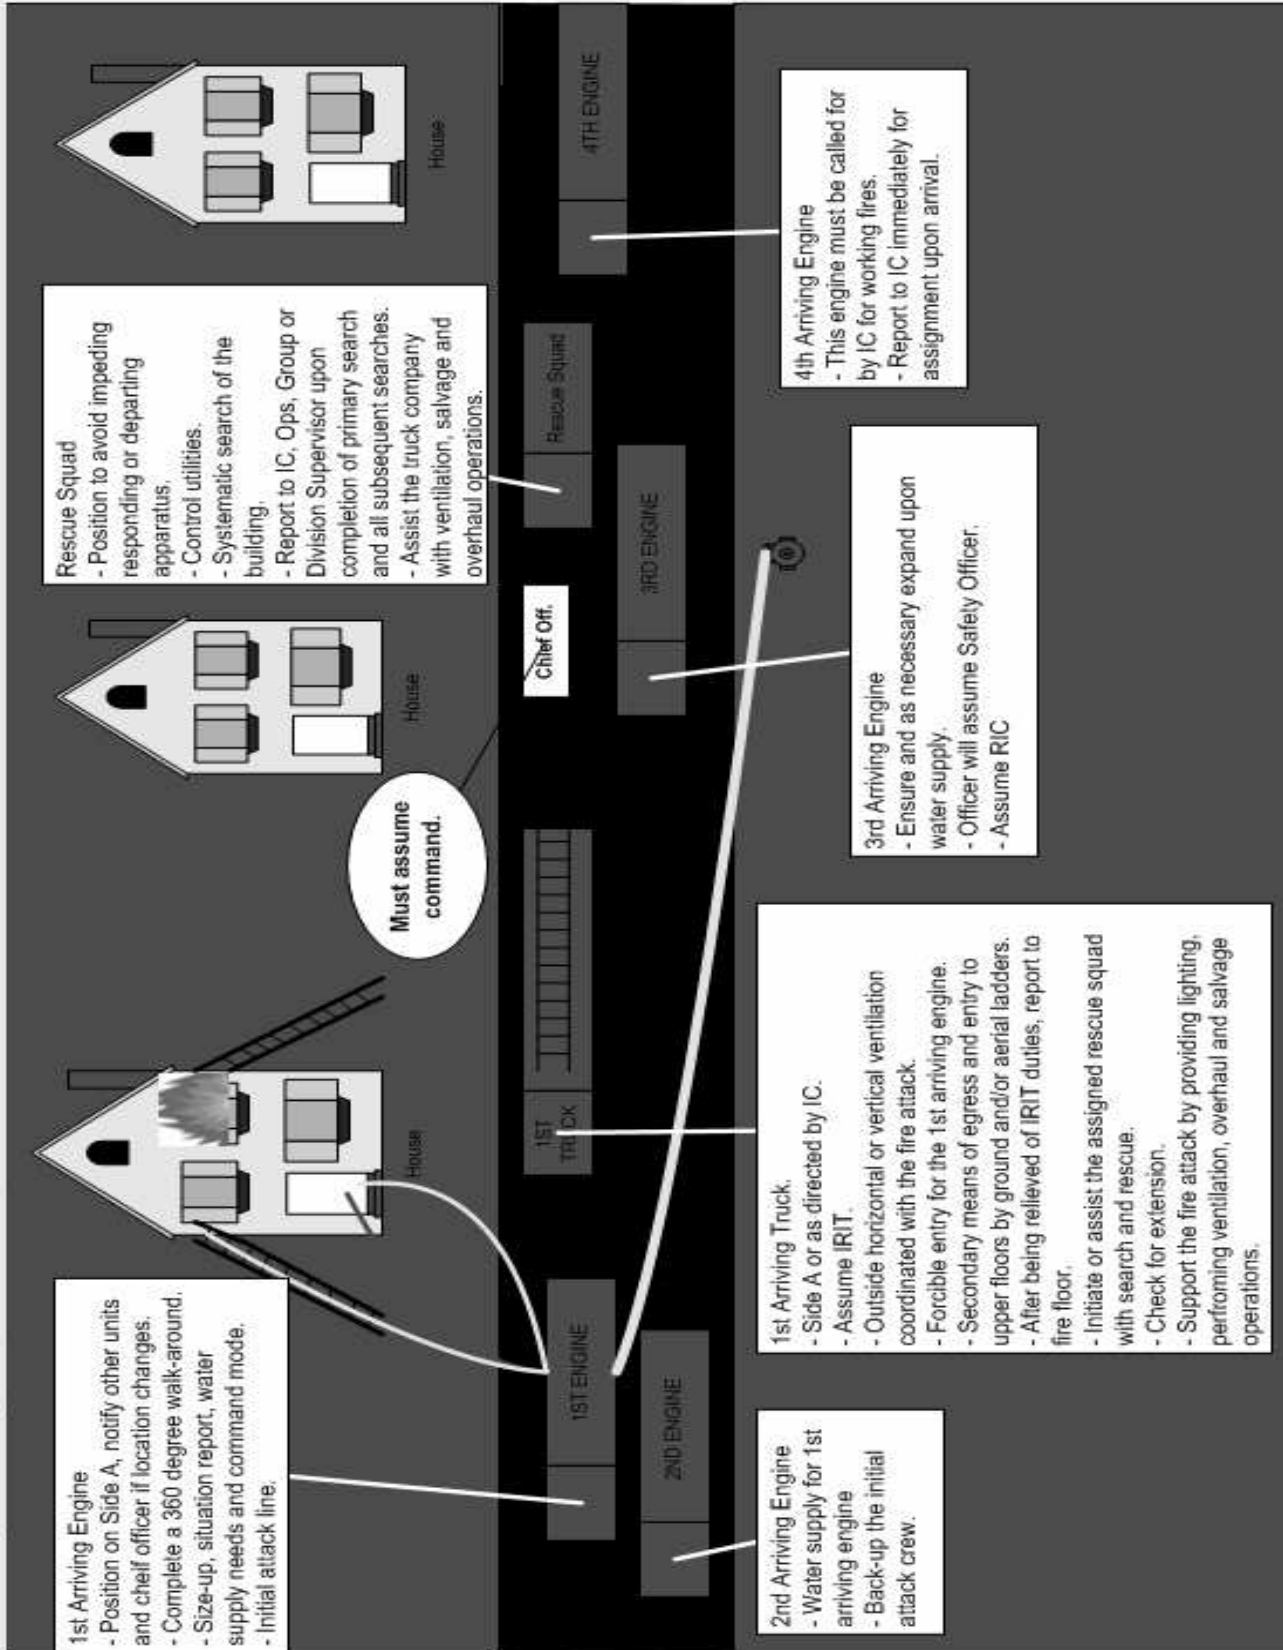 1st Arriving Engine
- Position on Side A, notify other units
and cheif officer if location changes.
- Complete a 360 degree walk-around.
- Size-up, situation report, water
supply needs and command mode.
- Initial attack line.
House
Must assume
command.
House
Rescue Squad
- Position to avoid impeding
responding or departing
apparatus.
- Control utilities.
- Systematic search of the
building.
- Report to IC, Ops, Group or
Division Supervisor upon
completion of primary search
and all subsequent searches.
- Assist the truck company
with ventilation, salvage and
overhaul operations.
House
1ST ENGINE
2ND ENGINE
1ST
TRUCK
Chief Off.
3RD ENGINE
Rescue Squad
4TH ENGINE
2nd Arriving Engine
- Water supply for 1st
arriving engine
- Back-up the initial
attack crew.
1st Arriving Truck.
- Side A or as directed by IC.
- Assume IRIT.
- Outside horizontal or vertical ventilation
coordinated with the fire attack.
- Forcible entry for the 1st arriving engine.
- Secondary means of egress and entry to
upper floors by ground and/or aerial ladders.
- After being relieved of IRIT duties, report to
fire floor.
- Initiate or assist the assigned rescue squad
with search and rescue.
- Check for extension.
- Support the fire attack by providing lighting,
perfroming ventilation, overhaul and salvage
operations.
3rd Arriving Engine
- Ensure and as necessary expand upon
water supply.
- Officer will assume Safety Officer.
- Assume RIC
4th Arriving Engine
- This engine must be called for
by IC for working fires.
- Report to IC immediately for
assignment upon arrival.